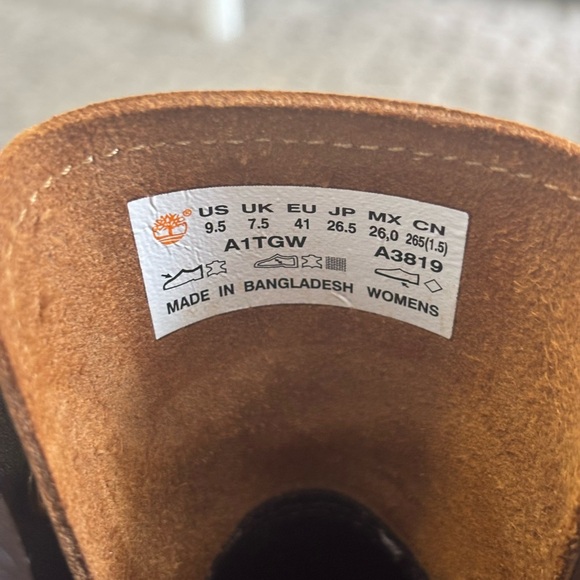 US UK EU JP MX CN
9.5 7.5 41 26.5 26,0 265(1.5)
A1TGW A3819
MADE IN BANGLADESH WOMENS